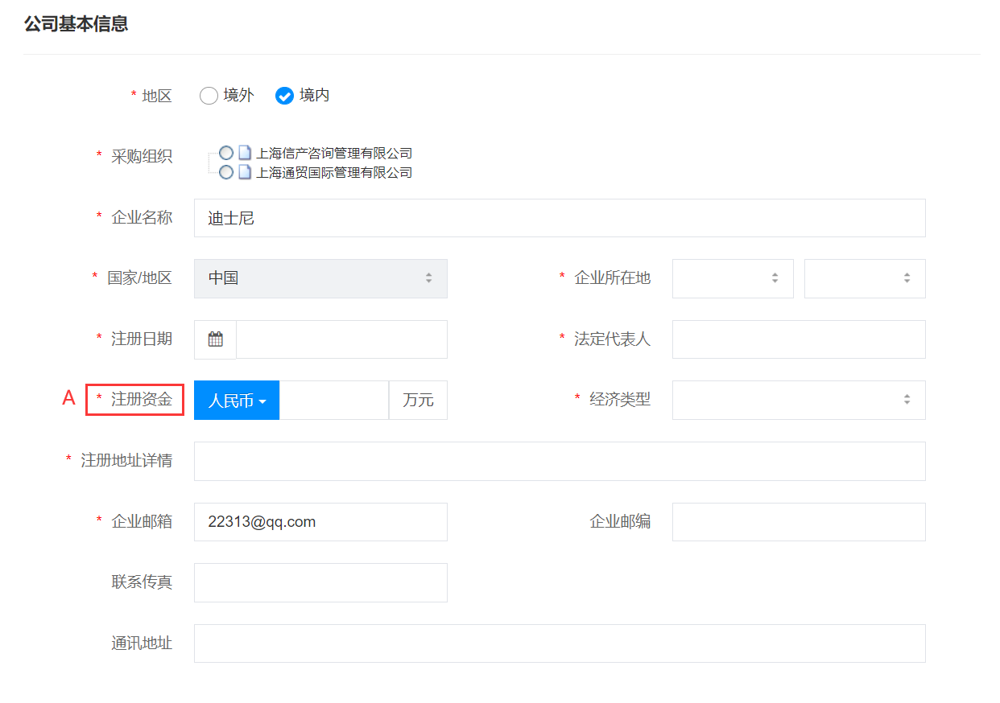 公司基本信息
* 地区 境外 境内
* 采购组织 上海信产咨询管理有限公司
上海通贸国际管理有限公司
* 企业名称 迪士尼
* 国家/地区 中国 * 企业所在地
* 注册日期 * 法定代表人
A * 注册资金 人民币 万元 * 经济类型
* 注册地址详情
* 企业邮箱 22313@qq.com 企业邮编
联系传真
通讯地址